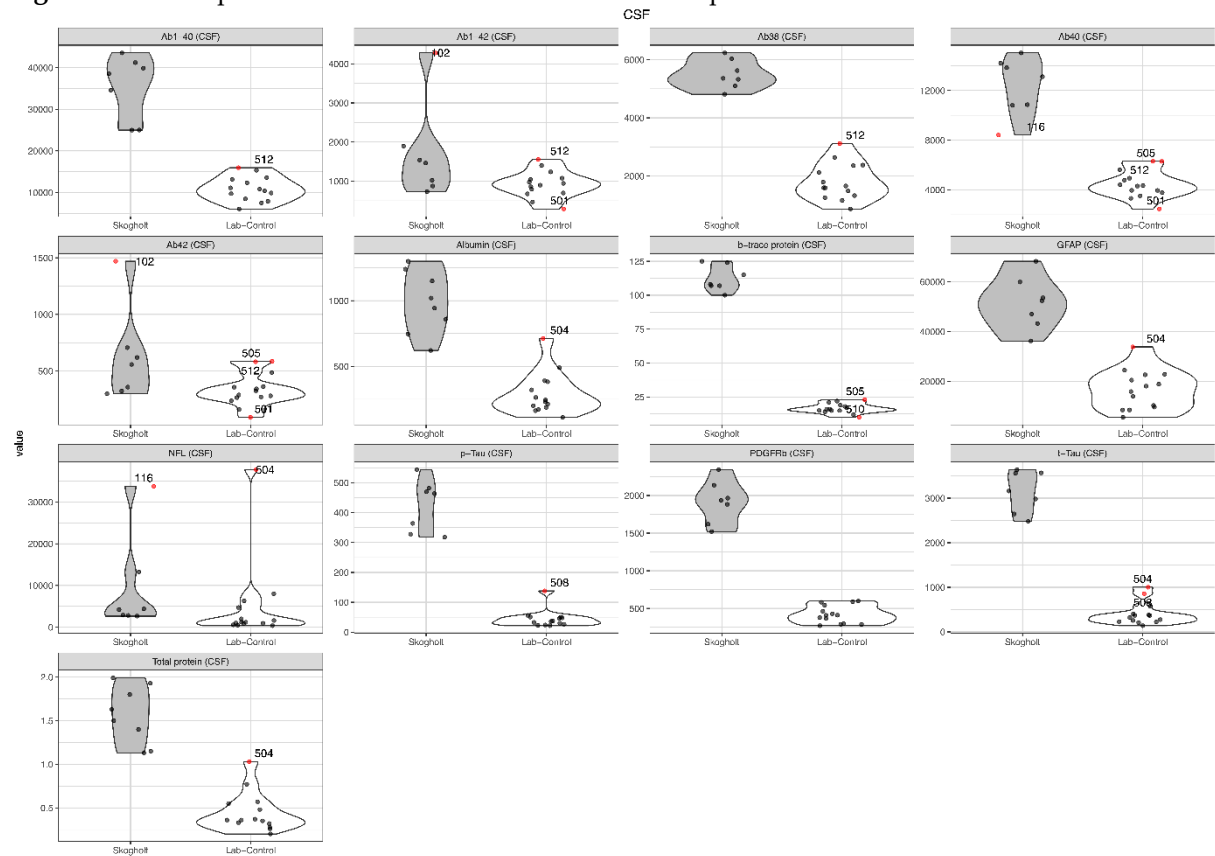 CSF
Ab1-40 (CSF)
Ab1-42 (CSF)
Ab38 (CSF)
Ab40 (CSF)
40000
30000
20000
10000
512
Skogholt
Lab-Control
4000
3000
2000
1000
102
512
501
Skogholt
Lab-Control
6000
4000
2000
512
Skogholt
Lab-Control
12000
8000
4000
116
505
512
501
Skogholt
Lab-Control
Ab42 (CSF)
Albumin (CSF)
b-trace protein (CSF)
GFAP (CSF)
1500
1000
500
102
505
512
501
Skogholt
Lab-Control
1000
500
504
Skogholt
Lab-Control
125
100
75
50
25
505
510
Skogholt
Lab-Control
60000
40000
20000
504
Skogholt
Lab-Control
value
NFL (CSF)
p-Tau (CSF)
PDGFRα (CSF)
t-Tau (CSF)
30000
20000
10000
0
116
504
Skogholt
Lab-Control
500
400
300
200
100
0
508
Skogholt
Lab-Control
2000
1500
1000
500
Skogholt
Lab-Control
3000
2000
1000
0
504
508
Skogholt
Lab-Control
Total protein (CSF)
2.0
1.5
1.0
0.5
504
Skogholt
Lab-Control